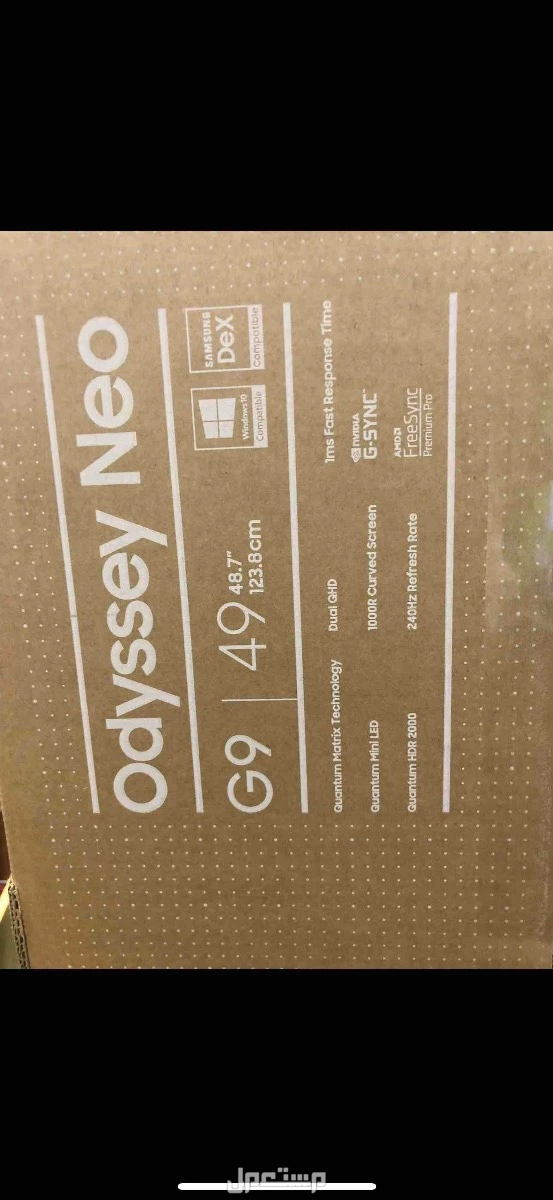 Odyssey Neo
G9 | 49 48.7"
123.8cm
Windows 10
Compatible
SAMSUNG
DeX
Compatible
Quantum Matrix Technology
Dual QHD
1ms Fast Response Time
Quantum Mini LED
1000R Curved Screen
NVIDIA
G-SYNC™
Quantum HDR 2000
240Hz Refresh Rate
AMD
FreeSync
Premium Pro
مستعمل